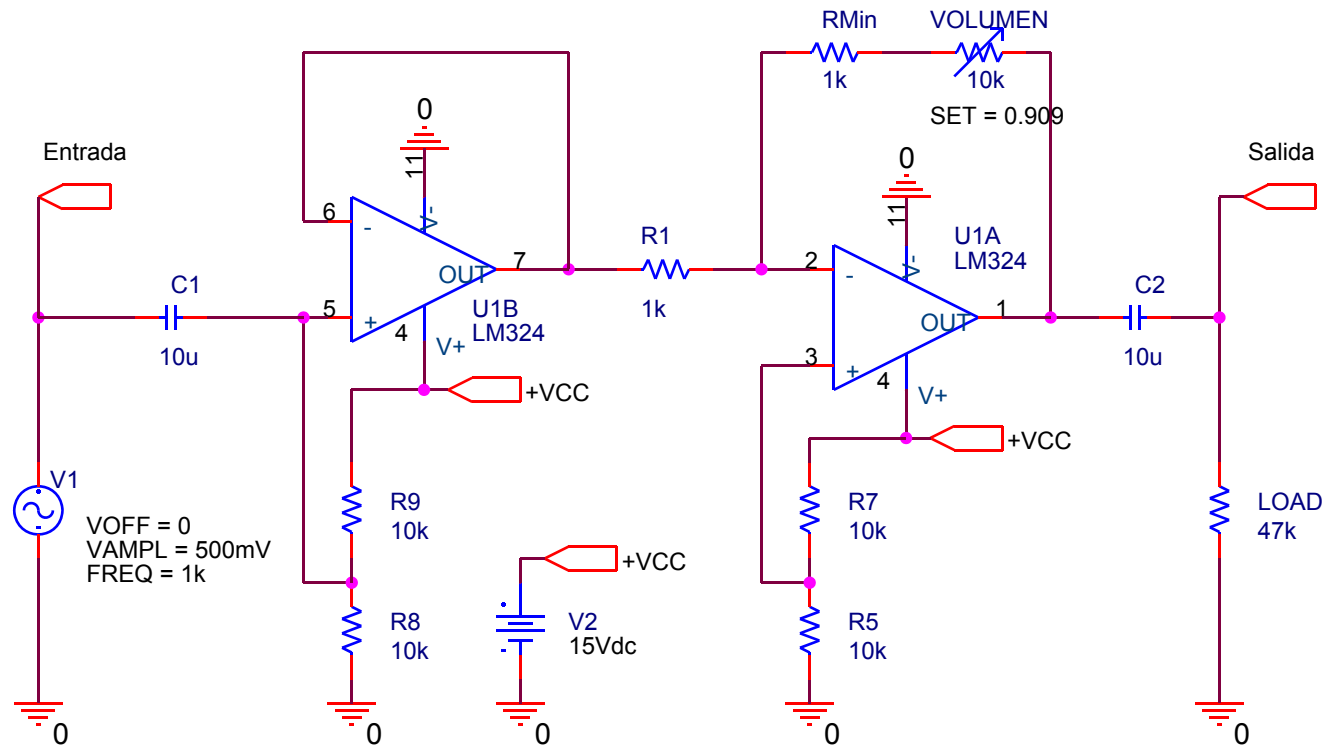 RMin
VOLUMEN
1k
10k
SET = 0.909
0
11
V-
Entrada
6
-
OUT
7
5
+
4
V+
U1B
LM324
C1
10u
R1
1k
0
11
V-
U1A
LM324
2
-
OUT
1
3
+
4
V+
C2
10u
Salida
+VCC
+VCC
V1
VOFF = 0
VAMPL = 500mV
FREQ = 1k
R9
10k
R8
10k
+VCC
V2
15Vdc
R7
10k
R5
10k
LOAD
47k
0
0
0
0
0